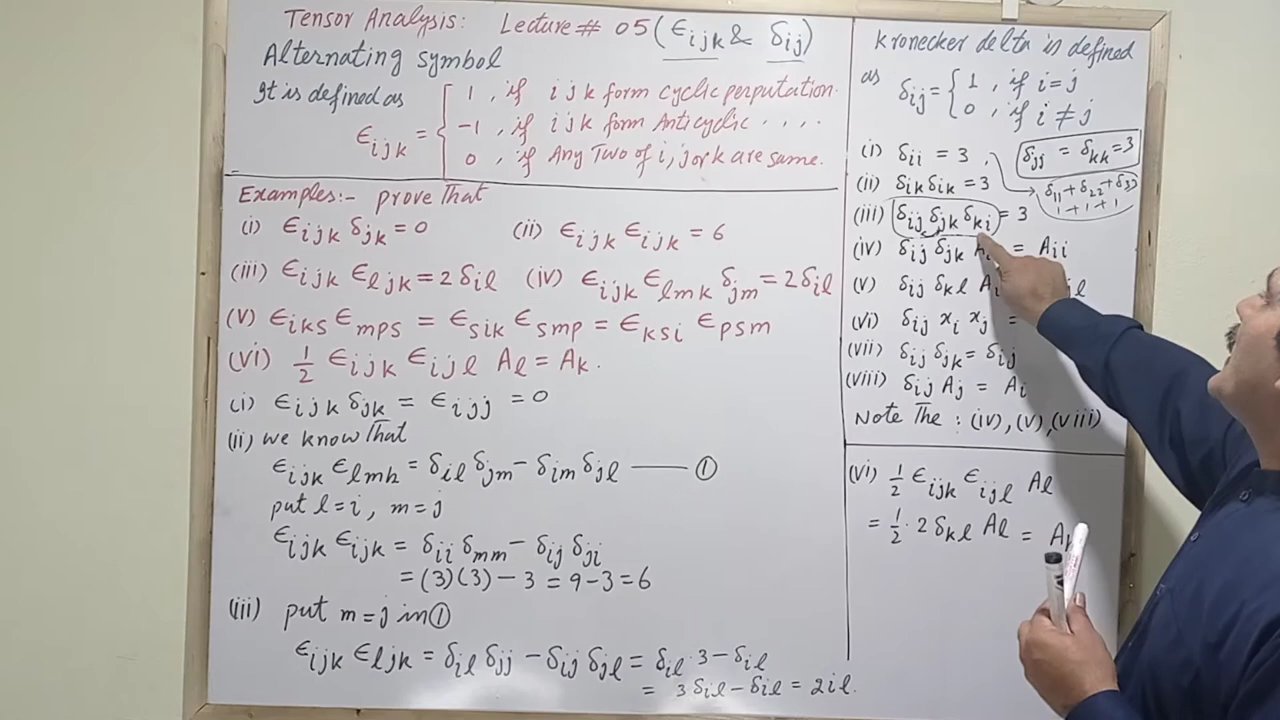 Tensor Analysis: Lecture# 05 (ϵijk & δij)
Alternating symbol
It is defined as
ϵijk = { 1, if ijk form cyclic perputation.
-1, if ijk form Anticyclic ....
0, if Any Two of i, j or k are same.
Examples:- prove that
(i) ϵijk δjk = 0 (ii) ϵijk ϵijk = 6
(iii) ϵijk ϵljk = 2δil (iv) ϵijk ϵlmk δjm = 2δil
(v) ϵiks ϵmps = ϵsik ϵsmp = ϵksi ϵpsm
(vi) 1/2 ϵijk ϵijl Al = Ak.
(i) ϵijk δjk = ϵijj = 0
(ii) we know That
ϵijk ϵlmk = δil δjm - δim δjl —— ①
put l=i, m=j
ϵijk ϵijk = δii δmm - δij δji
= (3)(3) - 3 = 9-3 = 6
(iii) put m=j in ①
ϵijk ϵljk = δil δjj - δij δjl = δil·3 - δil
= 3δil - δil = 2il.
Kronecker delta is defined
as δij = { 1, if i=j
0, if i≠j
(i) δii = 3, δjj = δkk = 3
δ11+δ22+δ33
1+1+1
(ii) δik δik = 3
(iii) δij δjk δki = 3
(iv) δij δjk = Aii
(v) δij δkl
(vi) δij xi xj =
(vii) δij δjk = δij
(viii) δij Aj = Ai
Note The : (iv), (v), (viii)
(vi) 1/2 ϵijk ϵijl Al
= 1/2 · 2 δkl Al = Ak